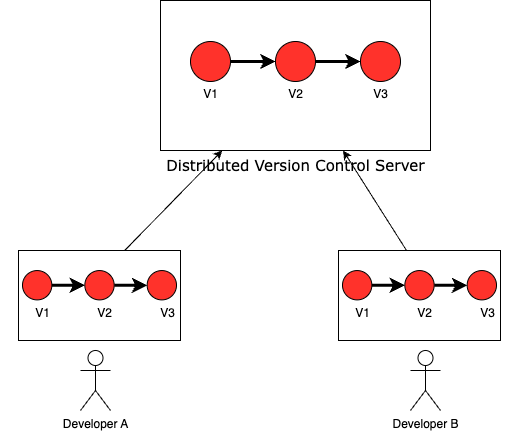 V1 V2 V3
Distributed Version Control Server
V1 V2 V3
V1 V2 V3
Developer A
Developer B